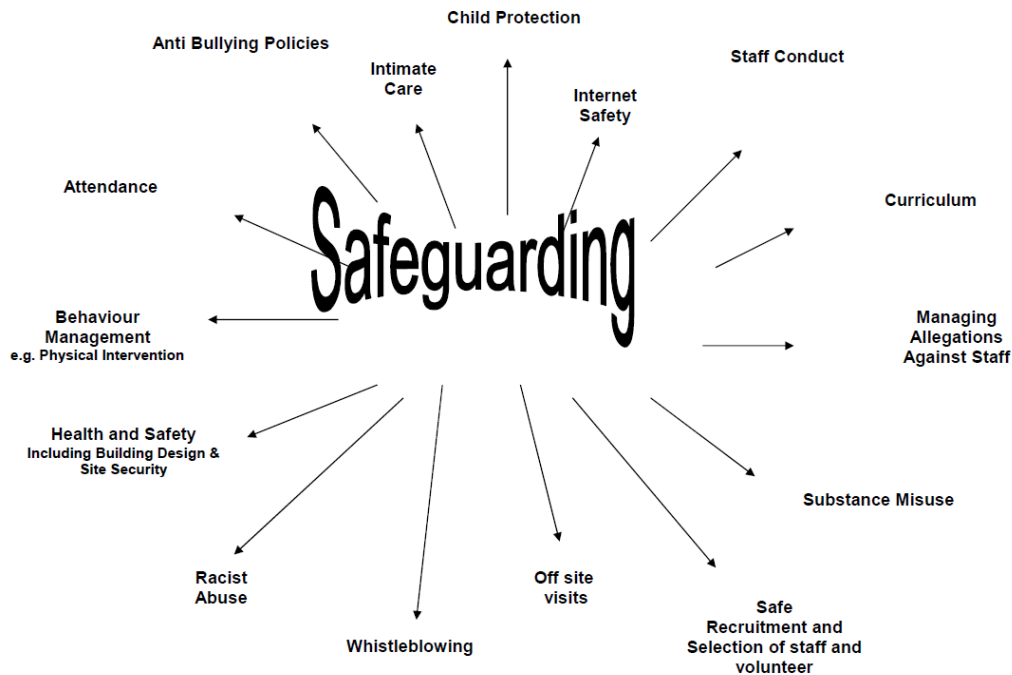 Child Protection
Anti Bullying Policies
Staff Conduct
Intimate
Care
Internet
Safety
Attendance
Curriculum
Safeguarding
Behaviour
Management
e.g. Physical Intervention
Managing
Allegations
Against Staff
Health and Safety
Including Building Design &
Site Security
Substance Misuse
Racist
Abuse
Off site
visits
Whistleblowing
Safe
Recruitment and
Selection of staff and
volunteer